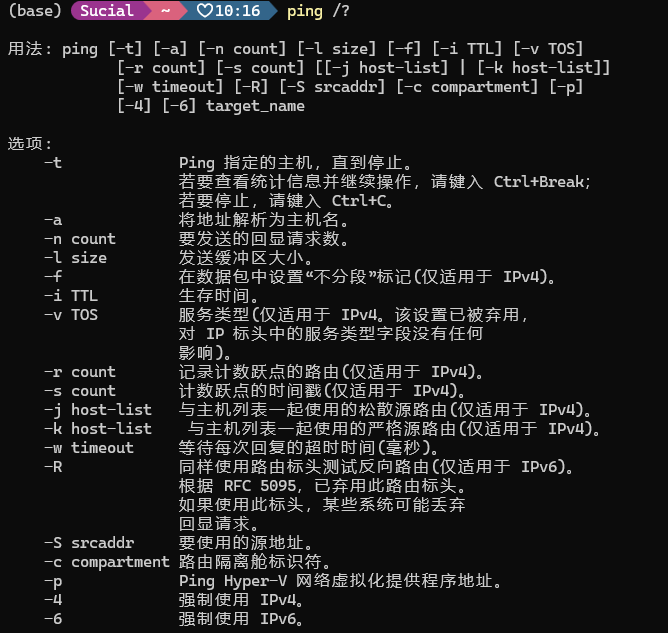 (base) Sucial ~ ♡10:16 ping /?
用法: ping [-t] [-a] [-n count] [-l size] [-f] [-i TTL] [-v TOS]
[-r count] [-s count] [[-j host-list] | [-k host-list]]
[-w timeout] [-R] [-S srcaddr] [-c compartment] [-p]
[-4] [-6] target_name
选项:
-t Ping 指定的主机，直到停止。
若要查看统计信息并继续操作，请键入 Ctrl+Break;
若要停止，请键入 Ctrl+C。
-a 将地址解析为主机名。
-n count 要发送的回显请求数。
-l size 发送缓冲区大小。
-f 在数据包中设置“不分段”标记(仅适用于 IPv4)。
-i TTL 生存时间。
-v TOS 服务类型(仅适用于 IPv4。该设置已被弃用，
对 IP 标头中的服务类型字段没有任何
影响)。
-r count 记录计数跃点的路由(仅适用于 IPv4)。
-s count 计数跃点的时间戳(仅适用于 IPv4)。
-j host-list 与主机列表一起使用的松散源路由(仅适用于 IPv4)。
-k host-list 与主机列表一起使用的严格源路由(仅适用于 IPv4)。
-w timeout 等待每次回复的超时时间(毫秒)。
-R 同样使用路由标头测试反向路由(仅适用于 IPv6)。
根据 RFC 5095，已弃用此路由标头。
如果使用此标头，某些系统可能丢弃
回显请求。
-S srcaddr 要使用的源地址。
-c compartment 路由隔离舱标识符。
-p Ping Hyper-V 网络虚拟化提供程序地址。
-4 强制使用 IPv4。
-6 强制使用 IPv6。